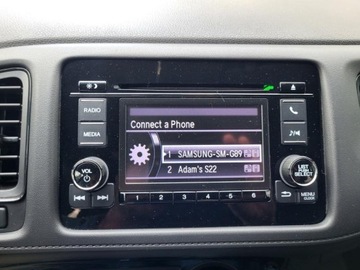 RADIO
MEDIA
VOL
Connect a Phone
1 SAMSUNG-SM-G89
2 Adam's S22
1 2 3 4 5 6
LIST
SELECT
MENU